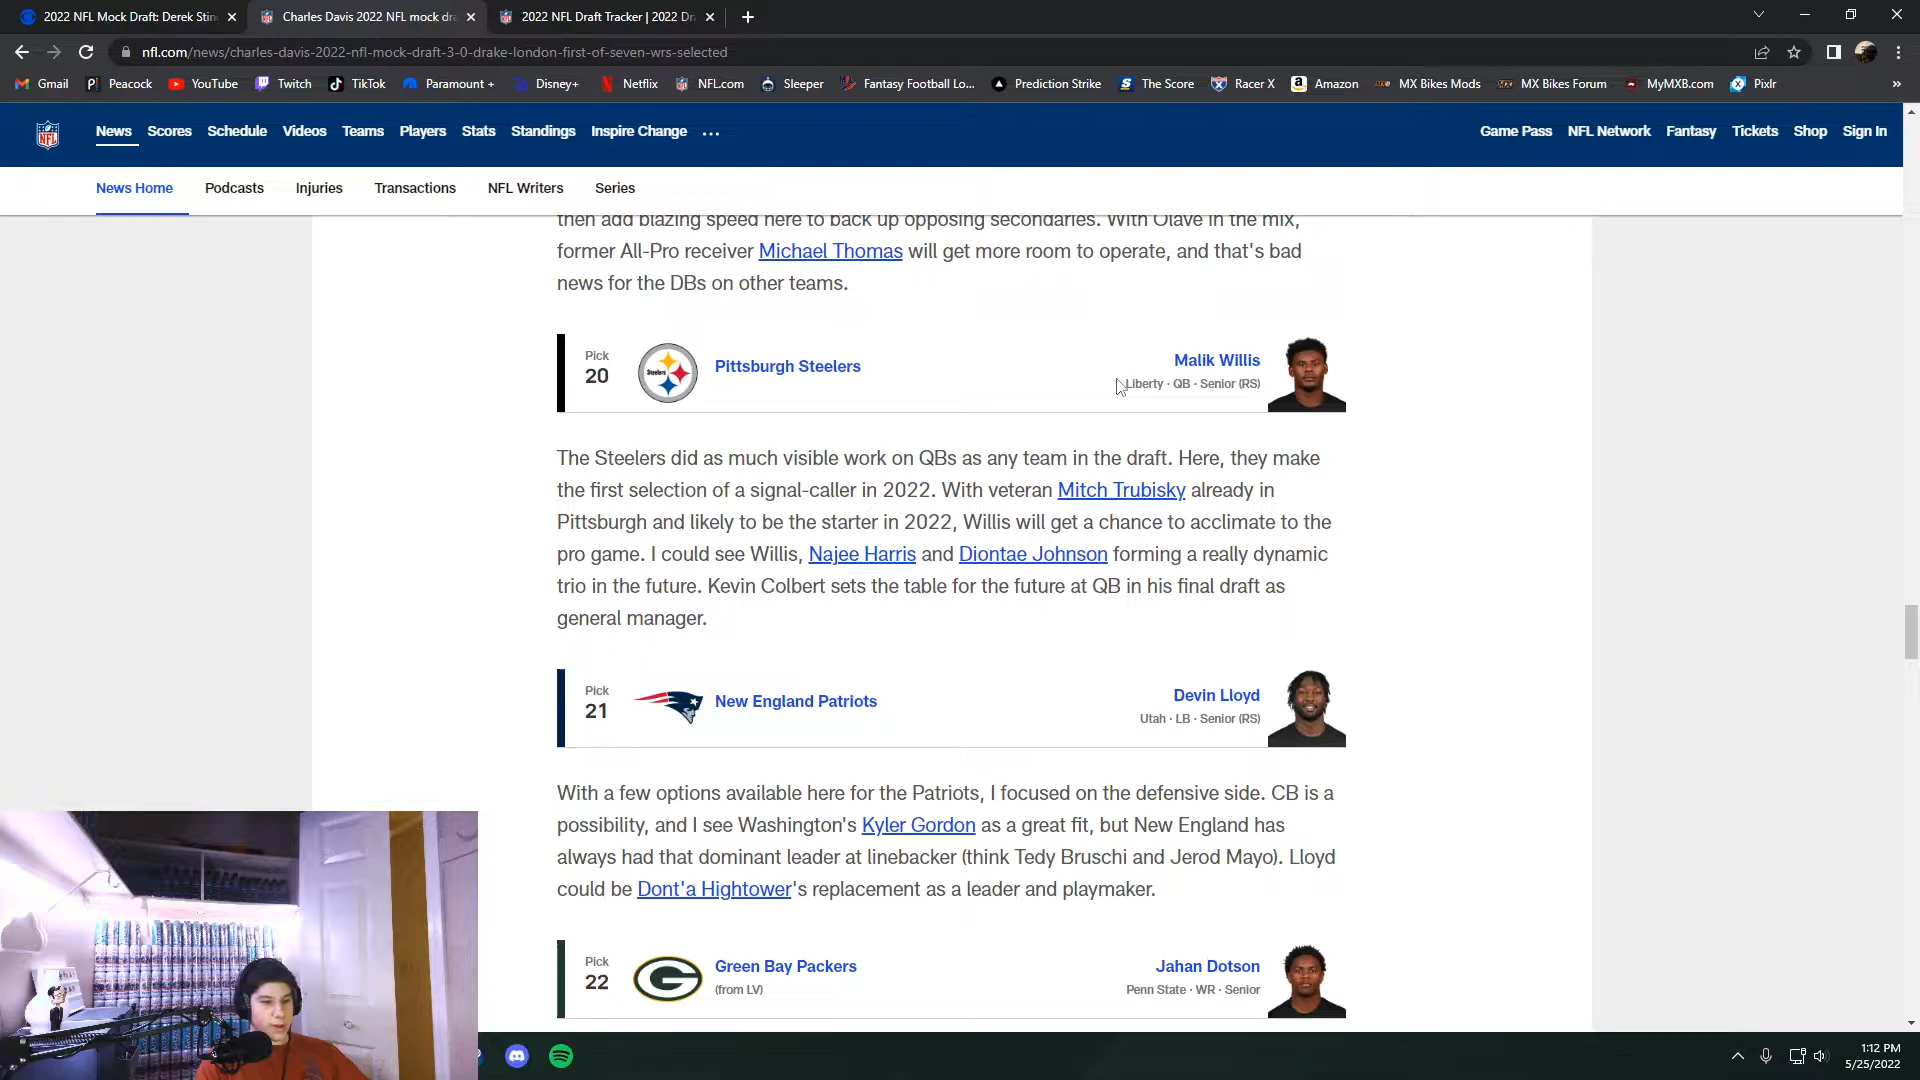 2022 NFL Mock Draft: Derek Stin
Charles Davis 2022 NFL mock dra
2022 NFL Draft Tracker | 2022 Dr
nfl.com/news/charles-davis-2022-nfl-mock-draft-3-0-drake-london-first-of-seven-wrs-selected
Gmail Peacock YouTube Twitch TikTok Paramount + Disney+ Netflix NFL.com Sleeper Fantasy Football Lo... Prediction Strike The Score Racer X Amazon MX Bikes Mods MX Bikes Forum MyMXB.com Pixlr »
News Scores Schedule Videos Teams Players Stats Standings Inspire Change ... Game Pass NFL Network Fantasy Tickets Shop Sign In
News Home Podcasts Injuries Transactions NFL Writers Series
then add blazing speed here to back up opposing secondaries. With Olave in the mix,
former All-Pro receiver Michael Thomas will get more room to operate, and that's bad
news for the DBs on other teams.
Pick
20
Steelers
Pittsburgh Steelers
Malik Willis
Liberty · QB · Senior (RS)
The Steelers did as much visible work on QBs as any team in the draft. Here, they make
the first selection of a signal-caller in 2022. With veteran Mitch Trubisky already in
Pittsburgh and likely to be the starter in 2022, Willis will get a chance to acclimate to the
pro game. I could see Willis, Najee Harris and Diontae Johnson forming a really dynamic
trio in the future. Kevin Colbert sets the table for the future at QB in his final draft as
general manager.
Pick
21
New England Patriots
Devin Lloyd
Utah · LB · Senior (RS)
With a few options available here for the Patriots, I focused on the defensive side. CB is a
possibility, and I see Washington's Kyler Gordon as a great fit, but New England has
always had that dominant leader at linebacker (think Tedy Bruschi and Jerod Mayo). Lloyd
could be Dont'a Hightower's replacement as a leader and playmaker.
Pick
22
G
Green Bay Packers
(from LV)
Jahan Dotson
Penn State · WR · Senior
1:12 PM
5/25/2022